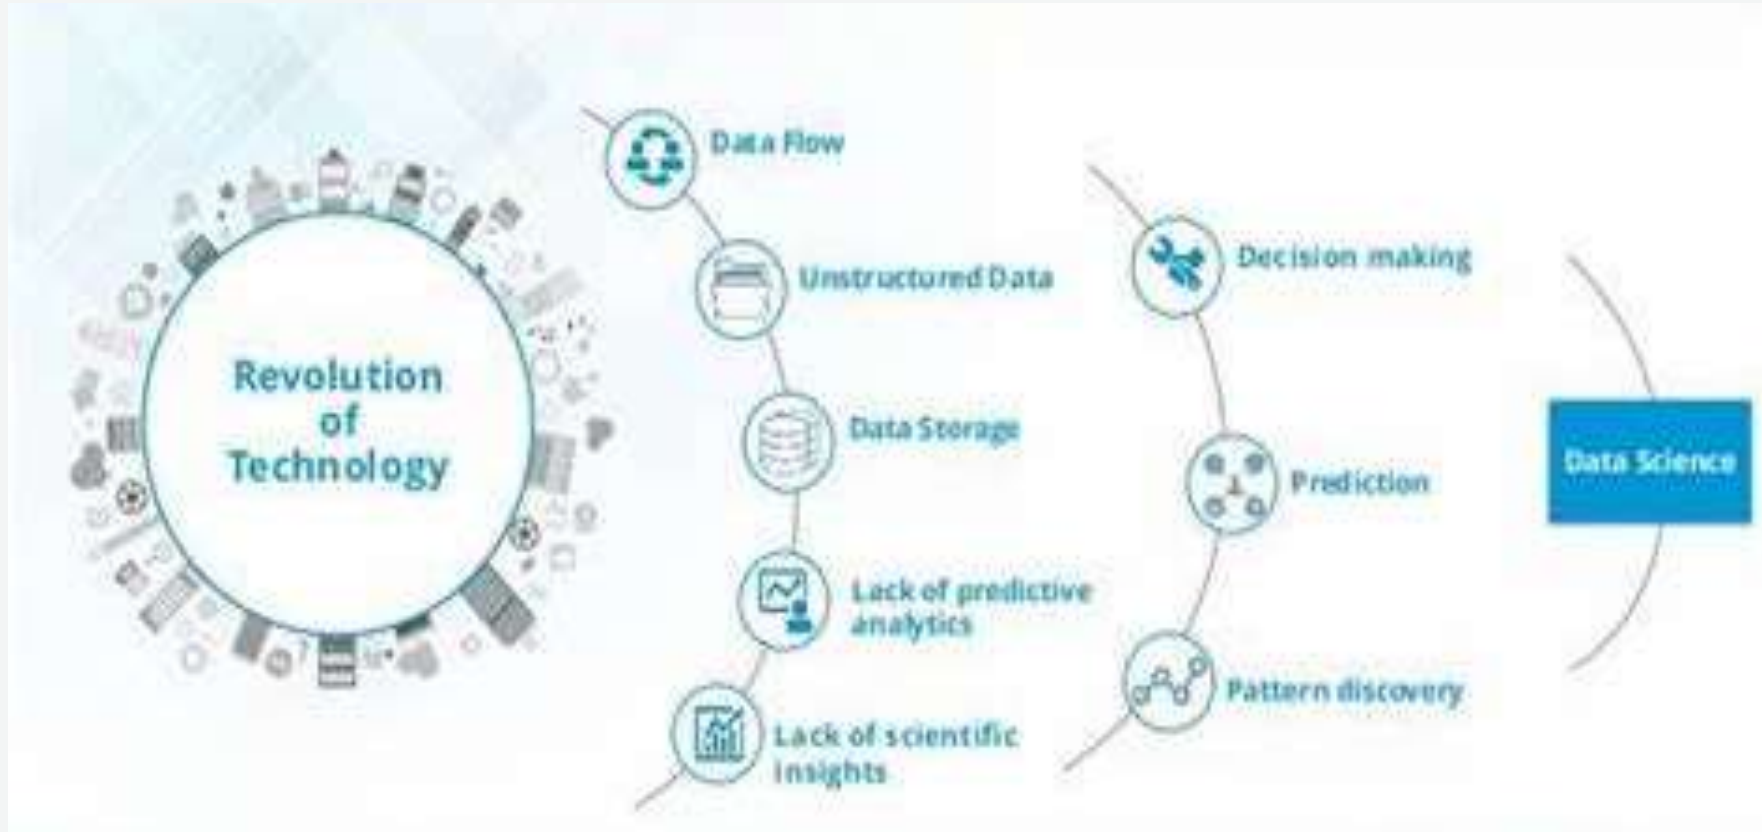 Revolution
of
Technology
Data Flow
Unstructured Data
Data Storage
Lack of predictive
analytics
Lack of scientific
insights
Decision making
Prediction
Pattern discovery
Data Science